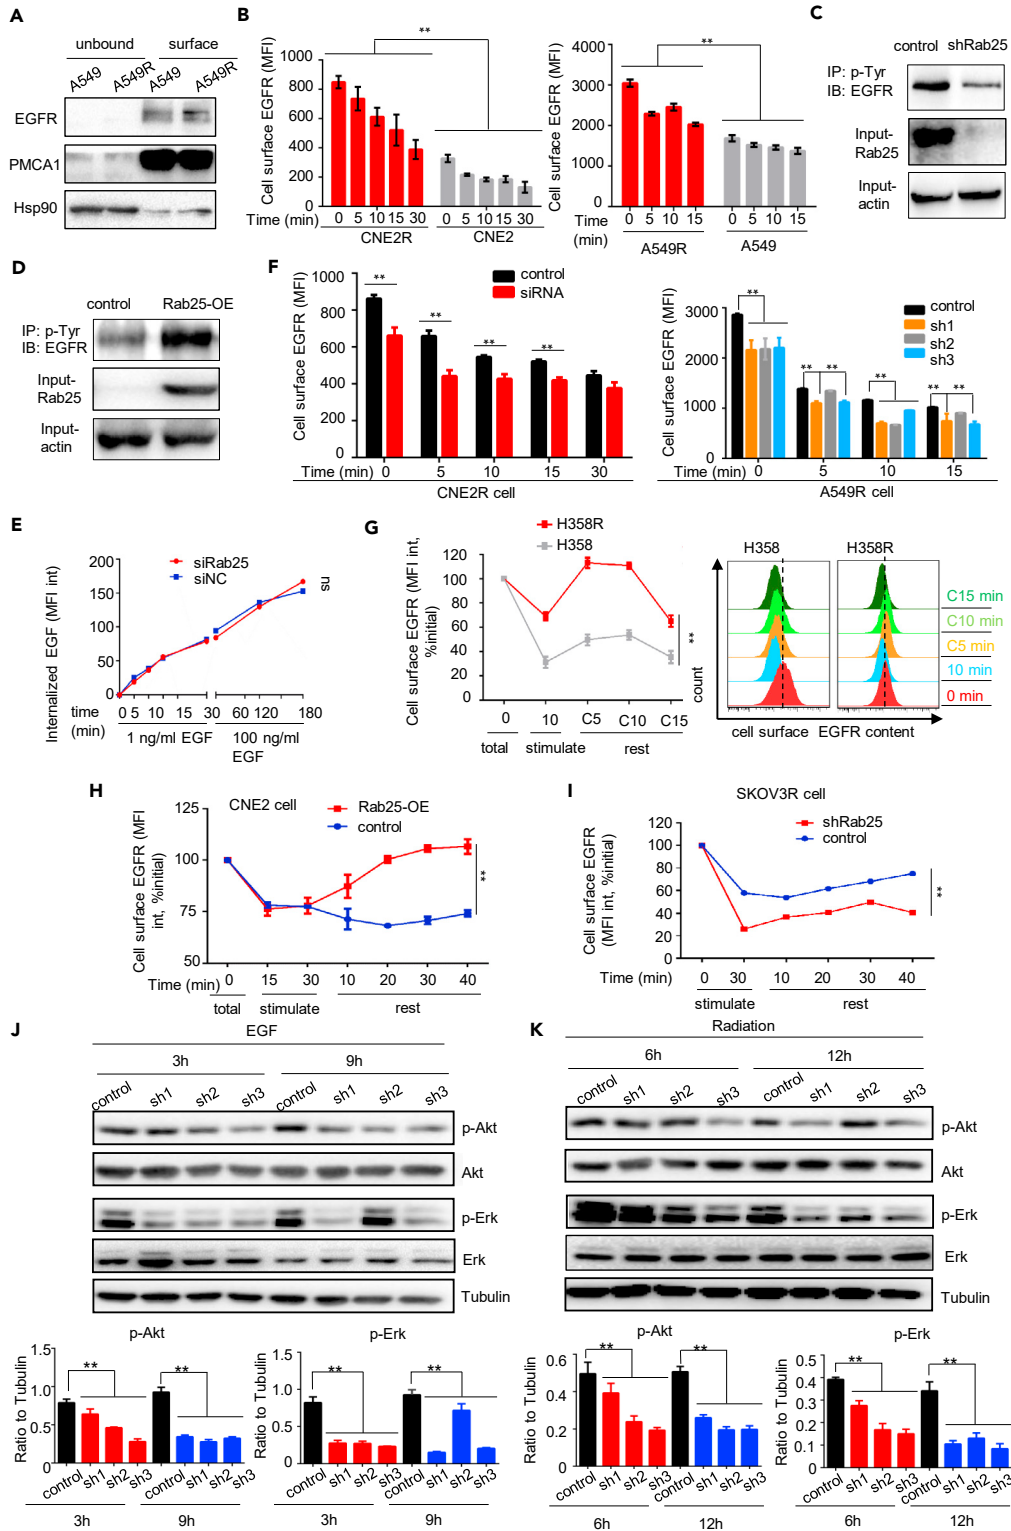 A
unbound surface
A549 A549R A549 A549R
EGFR
PMCA1
Hsp90
B
Cell surface EGFR (MFI)
1000
800
600
400
200
0
**
Time (min) 0 5 10 15 30 0 5 10 15 30
CNE2R CNE2
Cell surface EGFR (MFI)
5000
4000
3000
2000
1000
0
**
Time (min) 0 5 10 15 0 5 10 15
A549R A549
C
control shRab25
IP: p-Tyr
IB: EGFR
Input-
Rab25
Input-
actin
D
control Rab25-OE
IP: p-Tyr
IB: EGFR
Input-
Rab25
Input-
actin
F
Cell surface EGFR (MFI)
1000
800
600
400
200
0
** ** ** **
control
siRNA
Time (min) 0 5 10 15 30
CNE2R cell
Cell surface EGFR (MFI)
3000
2000
1000
0
** ** ** ** ** **
control
sh1
sh2
sh3
Time (min) 0 5 10 15
A549R cell
E
Internalized EGF (MFI int)
200
150
100
50
0
siRab25
siNC
ns
time (min) 0 5 10 15 30 60 120 180
1 ng/ml EGF 100 ng/ml EGF
G
Cell surface EGFR (MFI int, %initial)
120
100
80
60
40
20
0
H358R
H358
**
0 10 C5 C10 C15
total stimulate rest
H358 H358R
count
C15 min
C10 min
C5 min
10 min
0 min
cell surface EGFR content
H
CNE2 cell
Rab25-OE
control
Cell surface EGFR (MFI int, %initial)
125
100
75
50
**
Time (min) 0 15 30 10 20 30 40
total stimulate rest
I
SKOV3R cell
shRab25
control
Cell surface EGFR (MFI int, %initial)
120
100
80
60
40
20
0
**
Time (min) 0 30 10 20 30 40
stimulate rest
J
EGF
3h 9h
control sh1 sh2 sh3 control sh1 sh2 sh3
p-Akt
Akt
p-Erk
Erk
Tubulin
p-Akt
Ratio to Tubulin
1.5
1.0
0.5
0
** **
control sh1 sh2 sh3 control sh1 sh2 sh3
3h 9h
p-Erk
Ratio to Tubulin
1.5
1.0
0.5
0
** **
control sh1 sh2 sh3 control sh1 sh2 sh3
3h 9h
K
Radiation
6h 12h
control sh1 sh2 sh3 control sh1 sh2 sh3
p-Akt
Akt
p-Erk
Erk
Tubulin
p-Akt
Ratio to Tubulin
0.6
0.4
0.2
0
** **
control sh1 sh2 sh3 control sh1 sh2 sh3
6h 12h
p-Erk
Ratio to Tubulin
0.5
0.4
0.3
0.2
0.1
0
** **
control sh1 sh2 sh3 control sh1 sh2 sh3
6h 12h